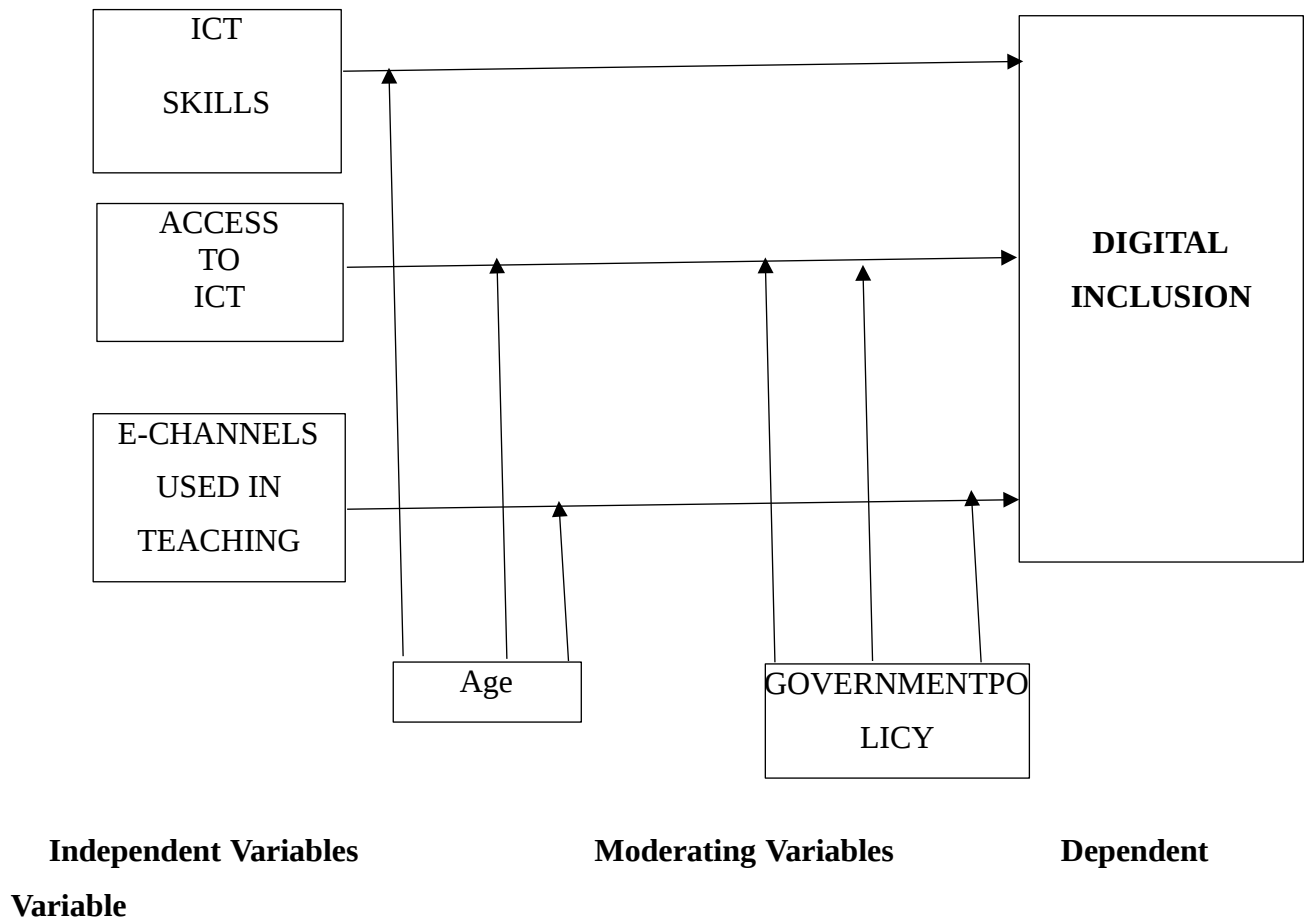 ICT
SKILLS
ACCESS
TO
ICT
E-CHANNELS
USED IN
TEACHING
DIGITAL
INCLUSION
Age
GOVERNMENTPO
LICY
Independent Variables Moderating Variables Dependent
Variable